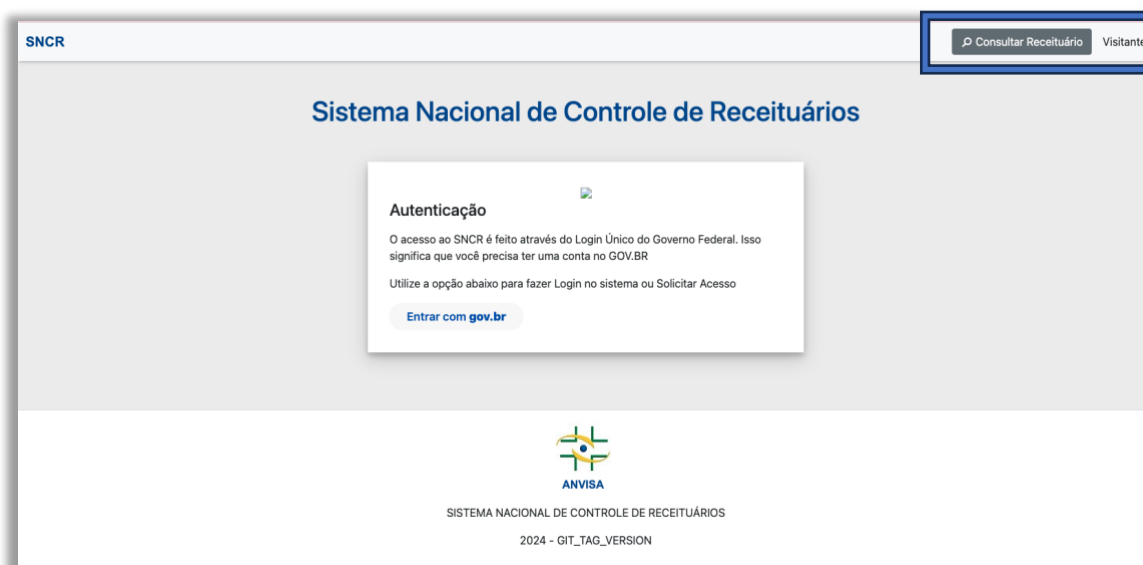 SNCR
Consultar Receituário
Visitante
Sistema Nacional de Controle de Receituários
Autenticação
O acesso ao SNCR é feito através do Login Único do Governo Federal. Isso
significa que você precisa ter uma conta no GOV.BR
Utilize a opção abaixo para fazer Login no sistema ou Solicitar Acesso
Entrar com gov.br
ANVISA
SISTEMA NACIONAL DE CONTROLE DE RECEITUÁRIOS
2024 - GIT_TAG_VERSION